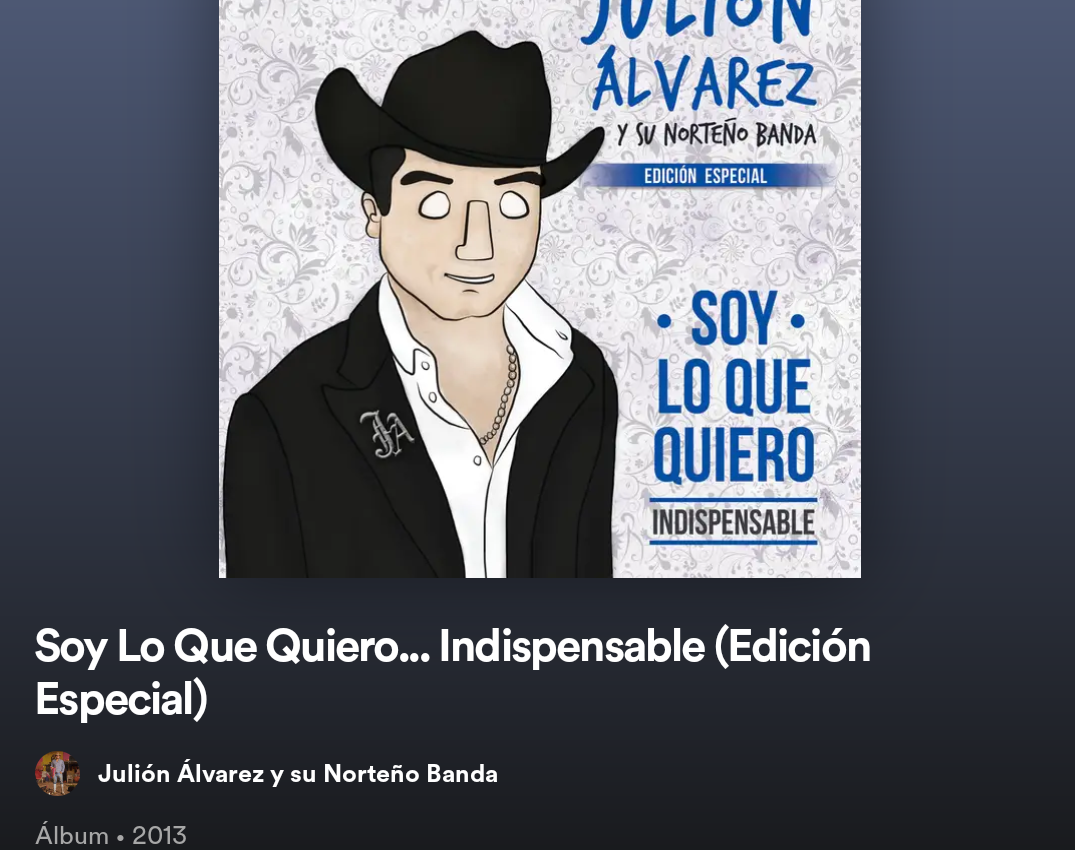 JULIÓN
ÁLVAREZ
Y SU NORTEÑO BANDA
EDICIÓN ESPECIAL
• SOY •
LO QUE
QUIERO
INDISPENSABLE
JA
Soy Lo Que Quiero... Indispensable (Edición
Especial)
Julión Álvarez y su Norteño Banda
Álbum • 2013